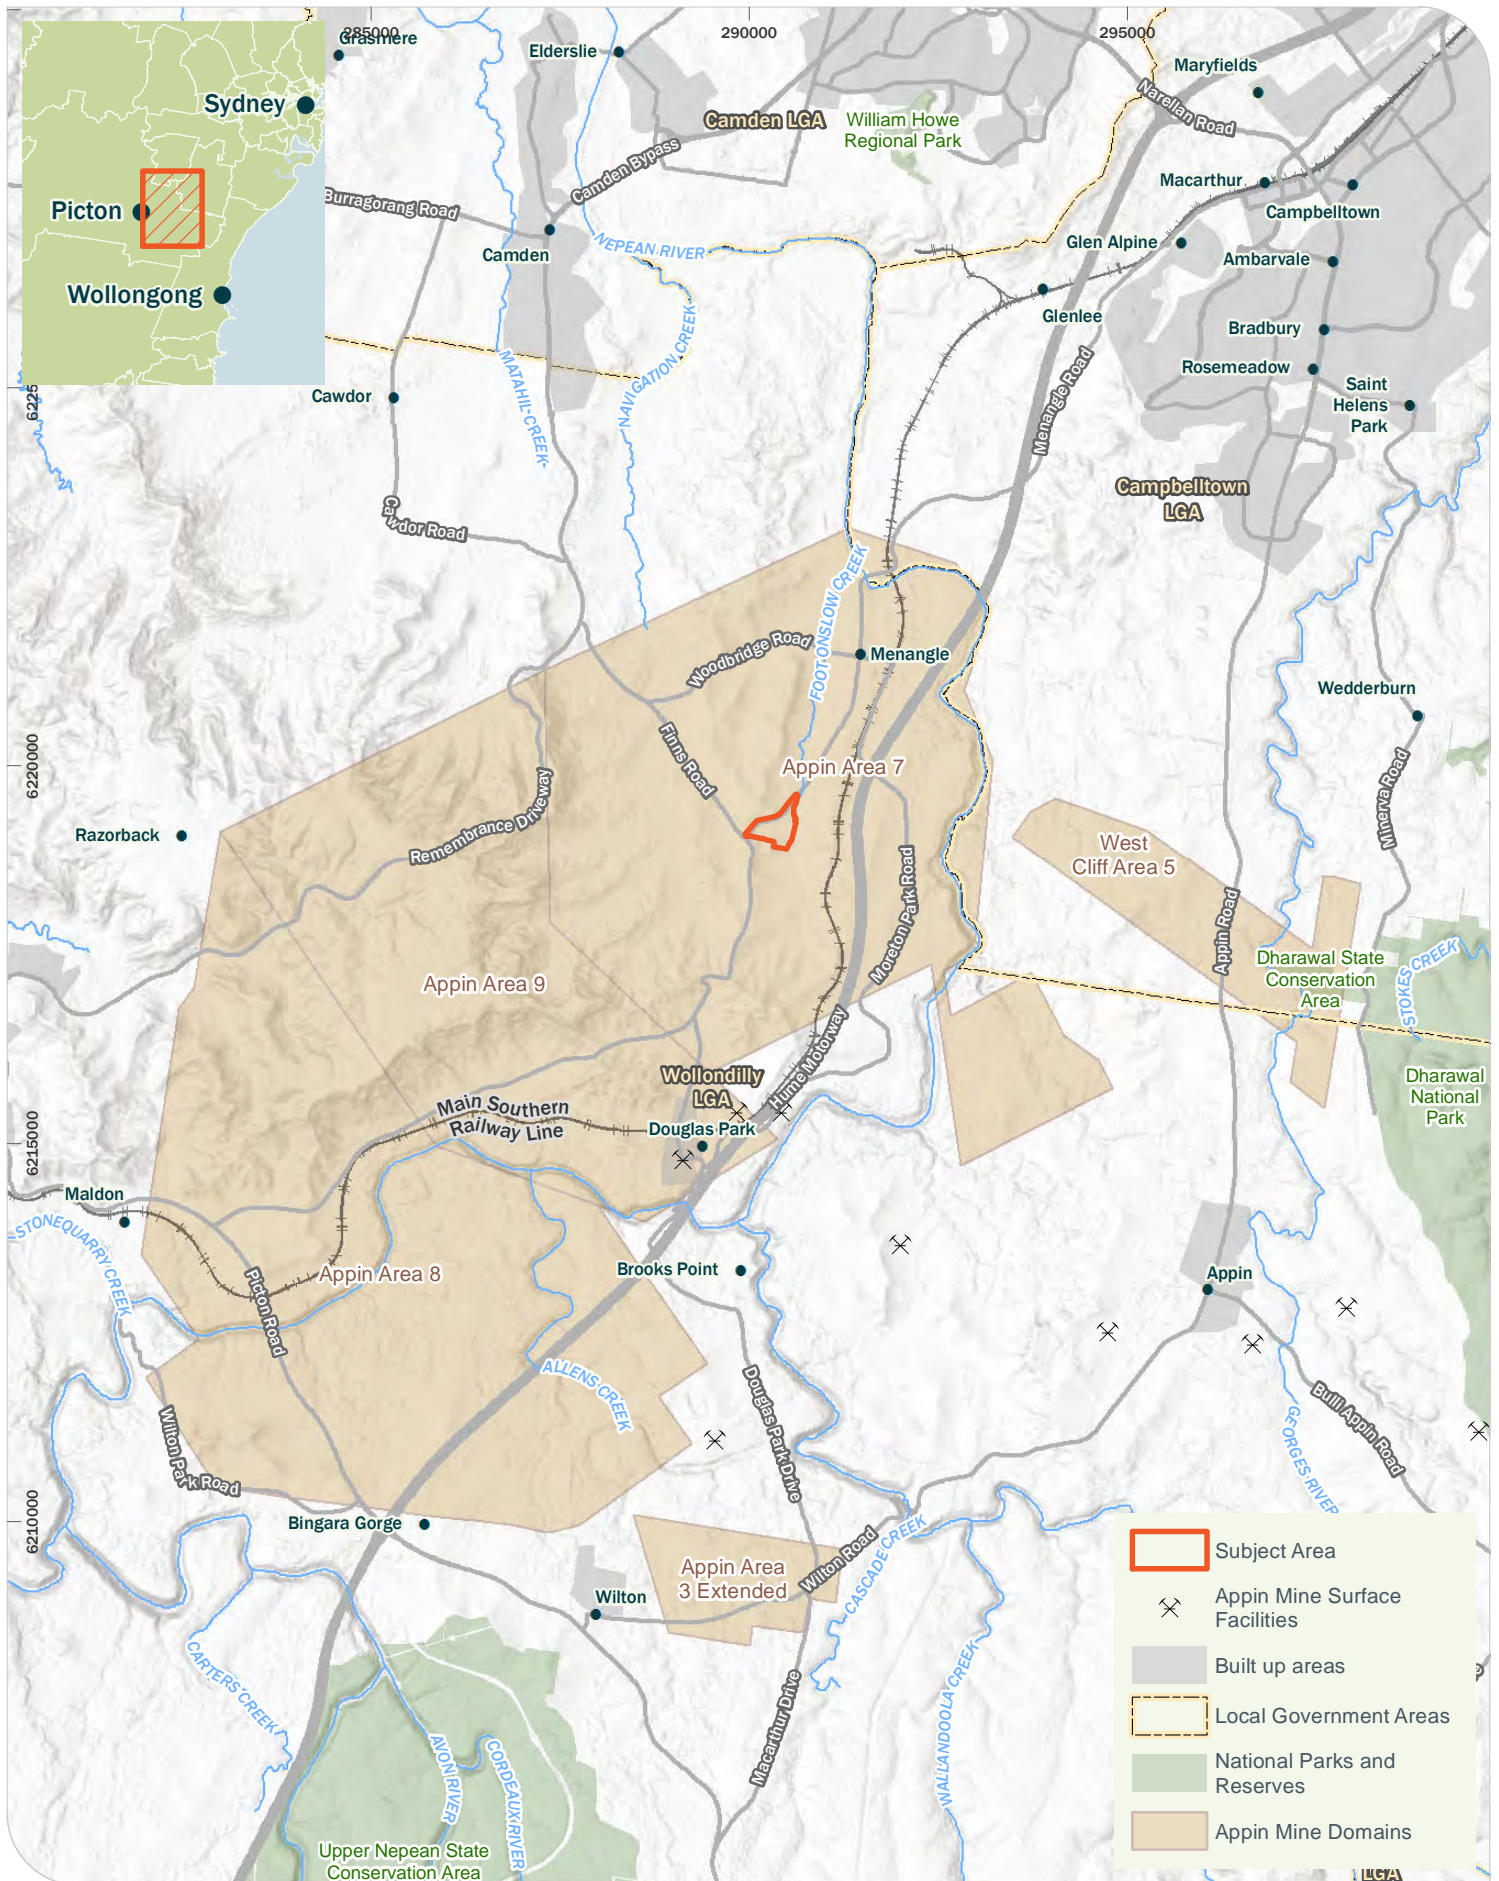 285000
290000
295000
Grasmere
Elderslie
Maryfields
Sydney
Camden LGA
William Howe
Regional Park
Narellan Road
Camden Bypass
Picton
Burragorang Road
Macarthur
Campbelltown
Camden
NEPEAN RIVER
Glen Alpine
Ambarvale
Wollongong
Glenlee
Bradbury
NAVIGATION CREEK
MATAHIL CREEK
Menangle Road
Rosemeadow
Saint
Helens
Park
6225
Cawdor
Campbelltown
LGA
Cawdor Road
FOOT ONSLOW CREEK
Woodbridge Road
Menangle
Wedderburn
6220000
Finns Road
Appin Area 7
Minerva Road
Razorback
Remembrance Driveway
West
Cliff Area 5
Moreton Park Road
Appin Road
Appin Area 9
Dharawal State
Conservation
Area
STOKES CREEK
Hume Motorway
Wollondilly
LGA
Dharawal
National
Park
Main Southern
Railway Line
Douglas Park
6215000
Maldon
STONEQUARRY CREEK
Appin Area 8
Brooks Point
Appin
Picton Road
ALLENS CREEK
Douglas Park Drive
Bulli Appin Road
Wilton Park Road
GEORGES RIVER
6210000
Bingara Gorge
Appin Area
3 Extended
Wilton Road
CASCADE CREEK
Wilton
CARTERS CREEK
Macarthur Drive
WALLANDOOLA CREEK
AVON RIVER
CORDEAUX RIVER
Upper Nepean State
Conservation Area
Subject Area
Appin Mine Surface
Facilities
Built up areas
Local Government Areas
National Parks and
Reserves
Appin Mine Domains
LGA